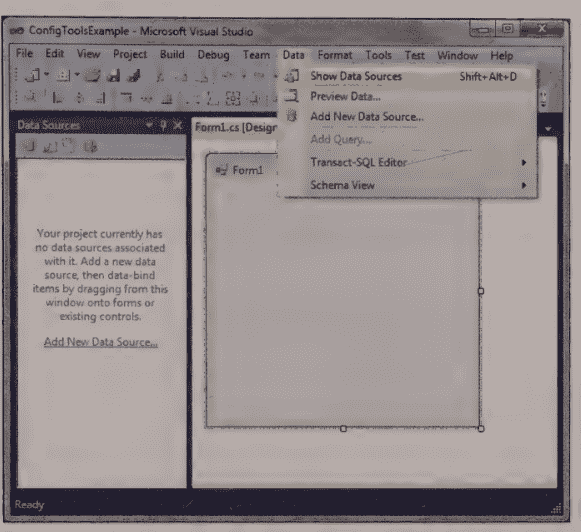 ConfigToolsExample - Microsoft Visual Studio
File Edit View Project Build Debug Team Data Format Tools Test Window Help
Show Data Sources Shift+Alt+D
Preview Data...
Add New Data Source...
Add Query...
Transact-SQL Editor
Schema View
Data Sources
Form1.cs [Design
Form1
Your project currently has
no data sources associated
with it. Add a new data
source, then data-bind
items by dragging from this
window onto forms or
existing controls.
Add New Data Source...
Ready